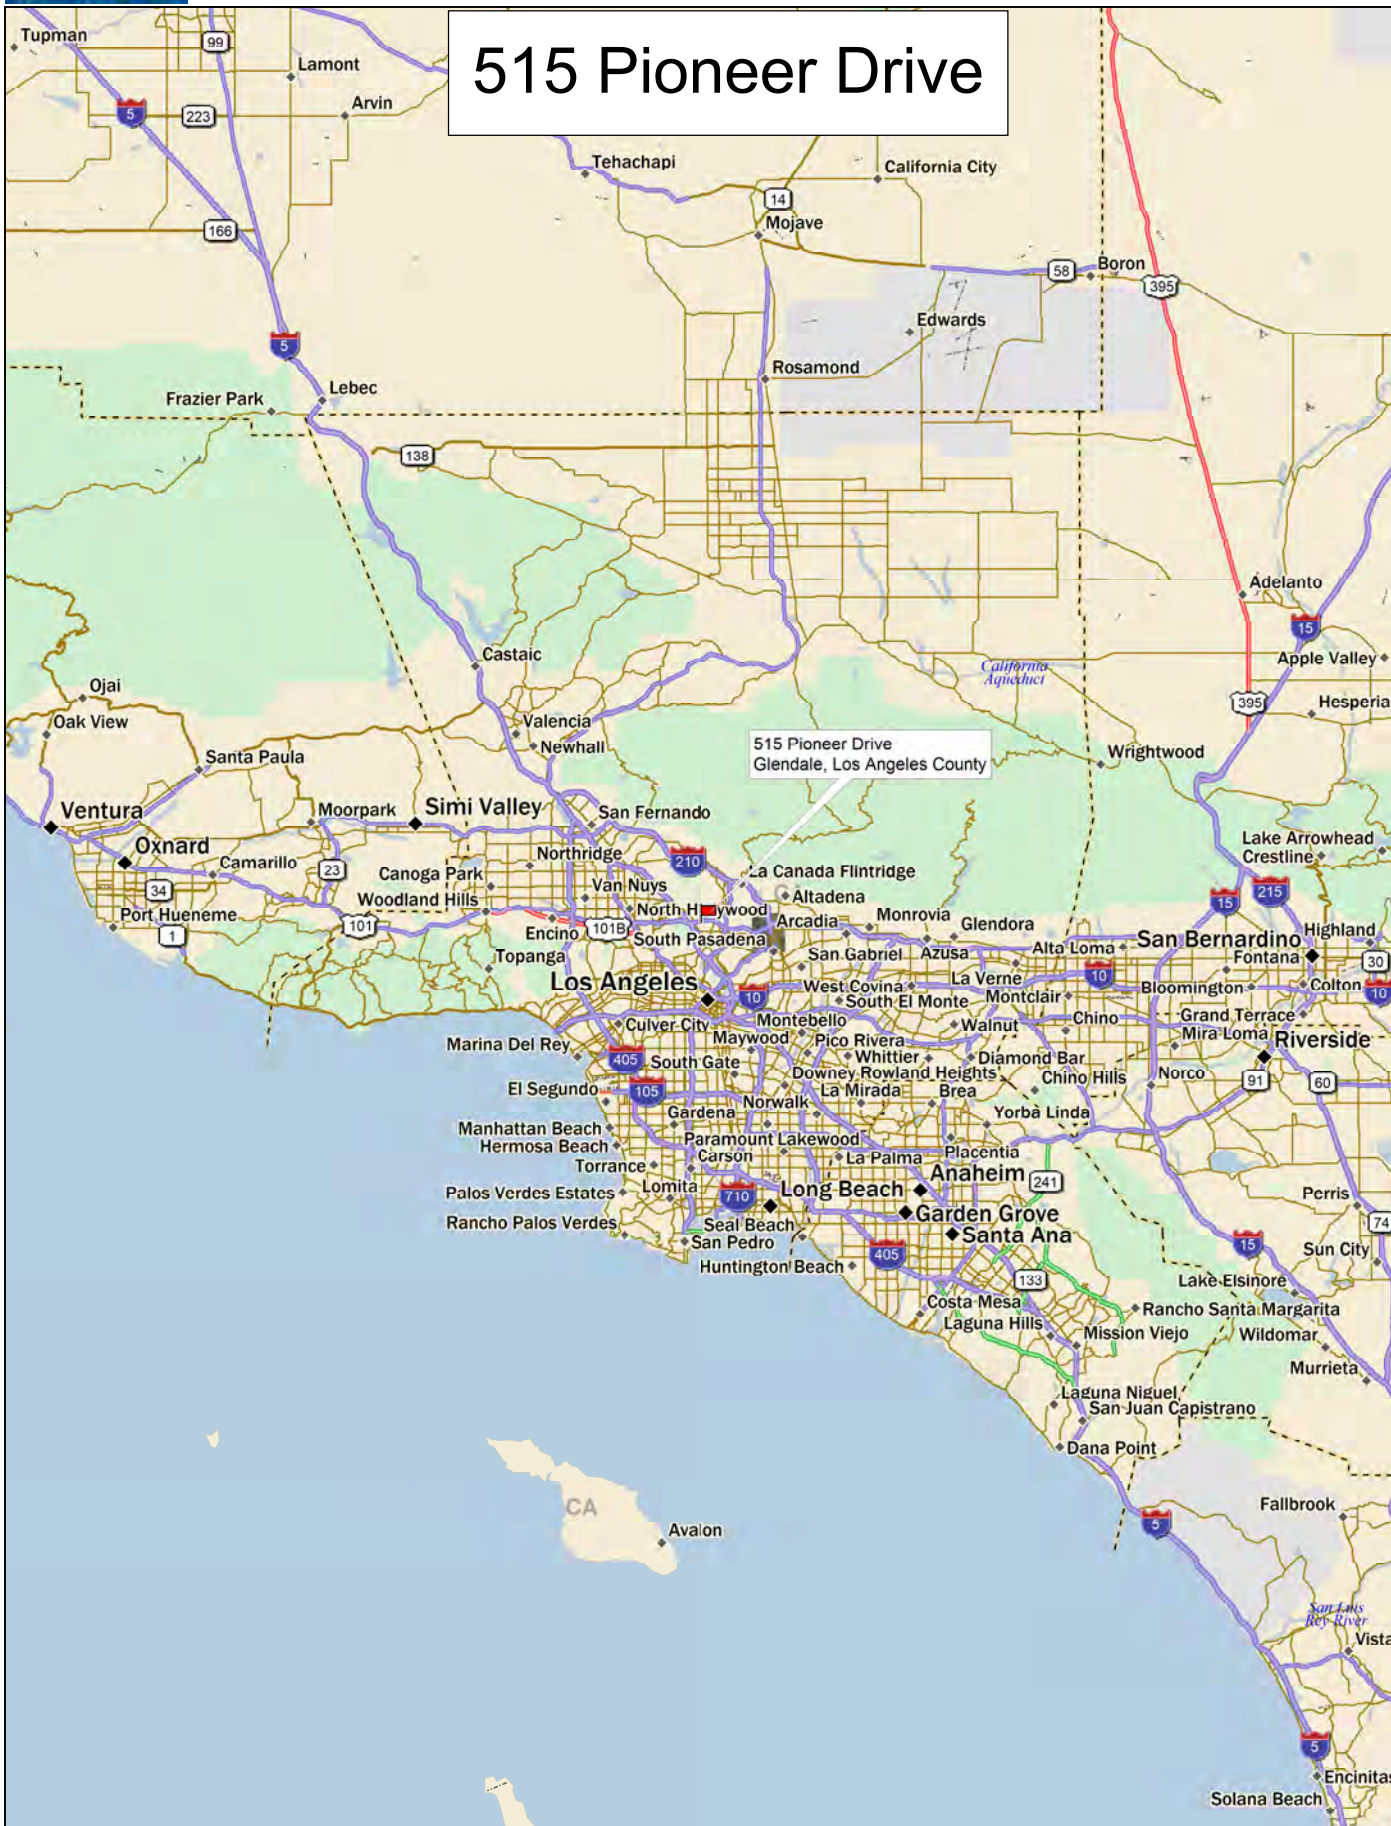 515 Pioneer Drive
Tupman
99
Lamont
5
223
Arvin
Tehachapi
California City
14
Mojave
166
58
Boron
395
Edwards
5
Rosamond
Lebec
Frazier Park
138
Adelanto
15
Castaic
California
Aqueduct
Apple Valley
Ojai
395
Hesperia
Oak View
Valencia
Newhall
515 Pioneer Drive
Glendale, Los Angeles County
Wrightwood
Santa Paula
Ventura
Moorpark
Simi Valley
San Fernando
Lake Arrowhead
Crestline
Oxnard
Camarillo
23
Northridge
210
La Canada Flintridge
Canoga Park
34
Van Nuys
Altadena
15
215
Woodland Hills
North H ywood
Port Hueneme
1
101
Encino
101B
Arcadia
Monrovia
Glendora
South Pasadena
Alta Loma
San Bernardino
Highland
Topanga
San Gabriel
Azusa
Fontana
30
Los Angeles
10
West Covina
La Verne
10
Bloomington
Colton
10
South El Monte
Montclair
Culver City
Montebello
Walnut
Chino
Grand Terrace
Mira Loma
Riverside
Marina Del Rey
Maywood
Pico Rivera
405
South Gate
Whittier
Diamond Bar
Downey
Rowland Heights
Chino Hills
Norco
91
60
El Segundo
105
La Mirada
Brea
Gardena
Norwalk
Yorba Linda
Manhattan Beach
Hermosa Beach
Paramount
Lakewood
Placentia
Torrance
Carson
La Palma
Anaheim
241
Palos Verdes Estates
Lomita
710
Long Beach
Perris
Rancho Palos Verdes
Seal Beach
Garden Grove
74
San Pedro
Santa Ana
15
Sun City
Huntington Beach
405
133
Lake Elsinore
Costa Mesa
Rancho Santa Margarita
Laguna Hills
Mission Viejo
Wildomar
Murrieta
Laguna Niguel
San Juan Capistrano
Dana Point
CA
Avalon
Fallbrook
5
San Luis
Rey River
Vista
5
Encinitas
Solana Beach